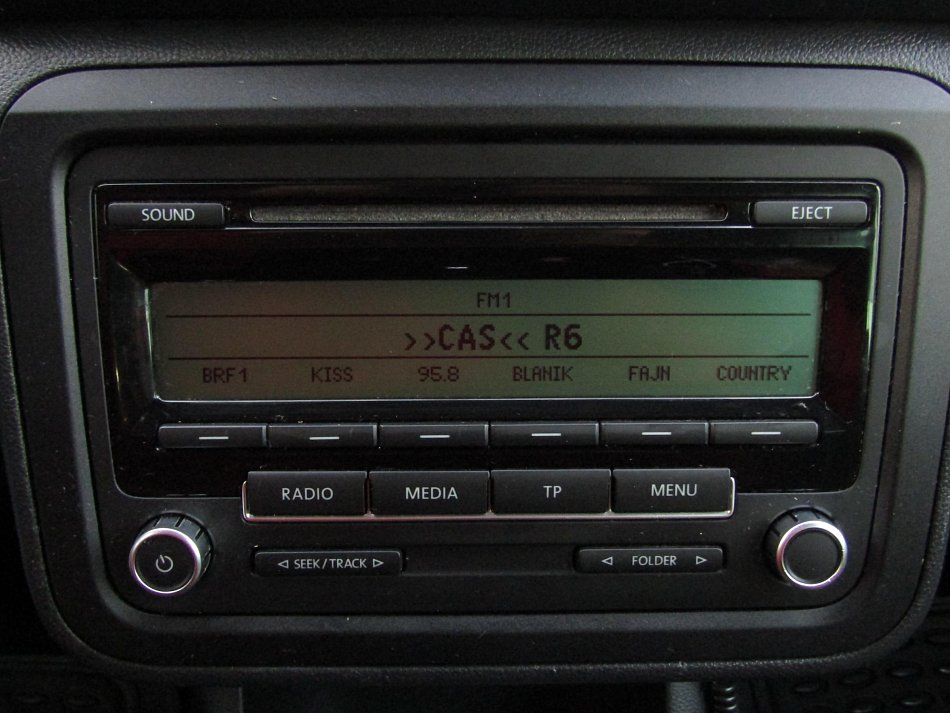 SOUND EJECT
FM1
>>CAS<< R6
BRF1 KISS 95.8 BLANIK FAJN COUNTRY
RADIO MEDIA TP MENU
SEEK/TRACK FOLDER